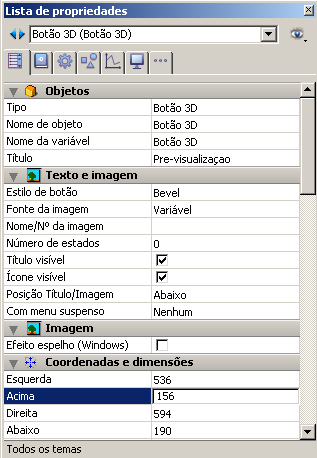 Lista de propriedades
Botão 3D (Botão 3D)
Objetos
Tipo Botão 3D
Nome de objeto Botão 3D
Nome da variável Botão 3D
Título Pre-visualizaçao
Texto e imagem
Estilo de botão Bevel
Fonte da imagem Variável
Nome/Nº da imagem
Número de estados 0
Título visível
Ícone visível
Posição Título/Imagem Abaixo
Com menu suspenso Nenhum
Imagem
Efeito espelho (Windows)
Coordenadas e dimensões
Esquerda 536
Acima 156
Direita 594
Abaixo 190
Todos os temas